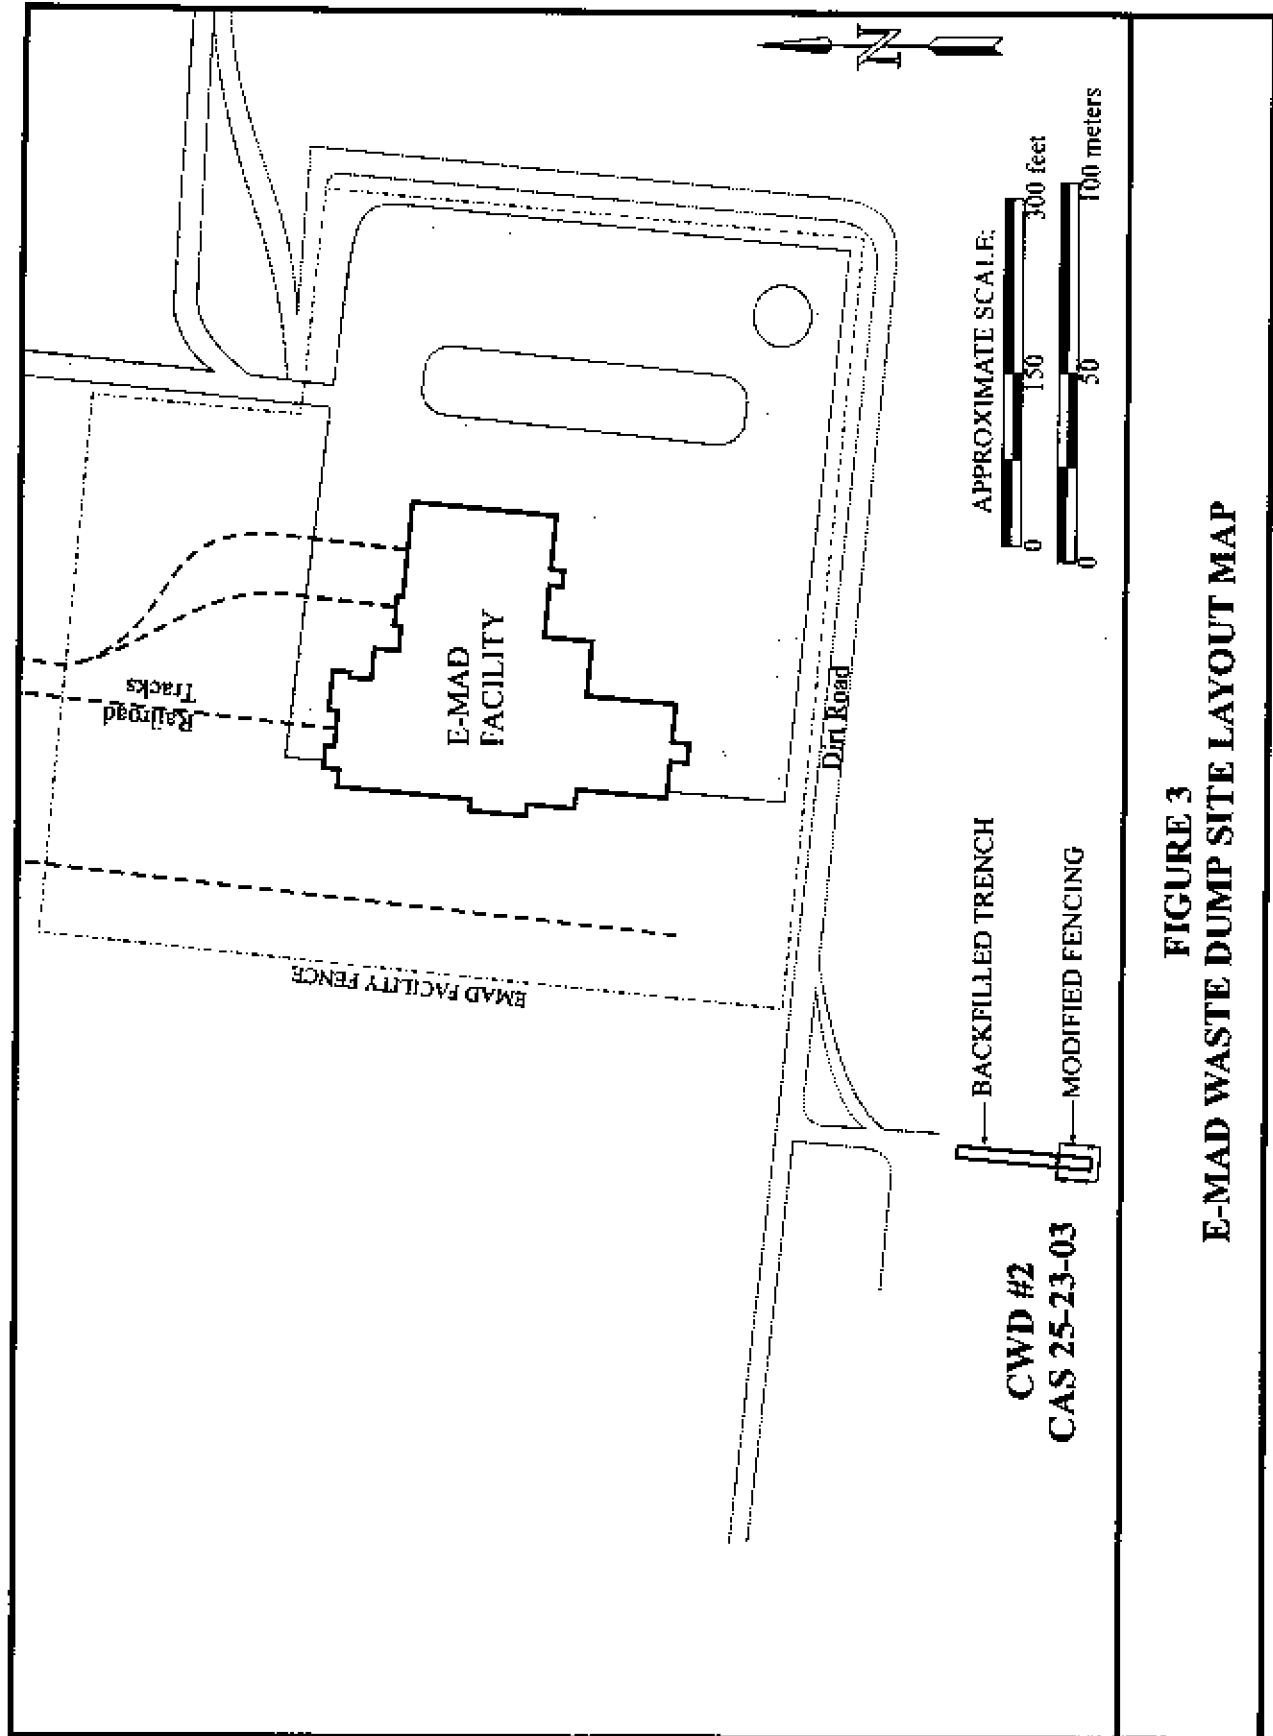 N
Railroad
Tracks
E-MAD
FACILITY
EMAD FACILITY FENCE
Dirt Road
APPROXIMATE SCALE:
0 150 300 feet
0 50 100 meters
BACKFILLED TRENCH
MODIFIED FENCING
CWD #2
CAS 25-23-03
FIGURE 3
E-MAD WASTE DUMP SITE LAYOUT MAP